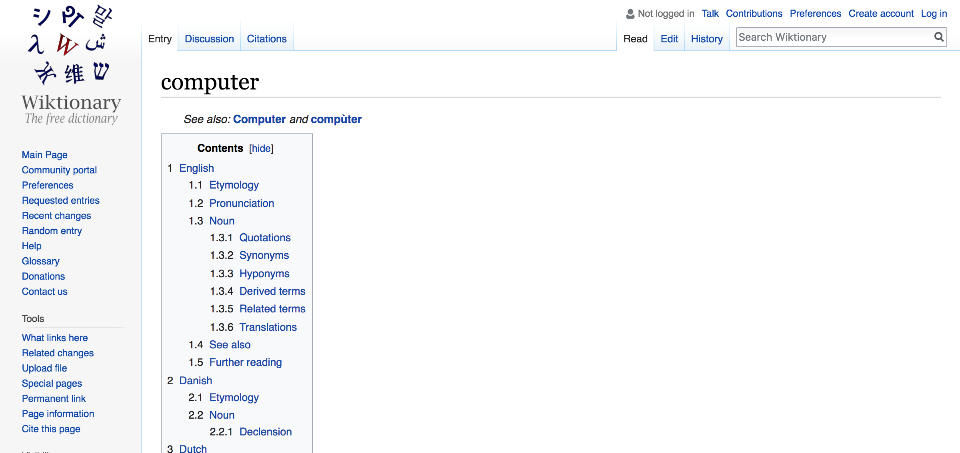 Not logged in Talk Contributions Preferences Create account Log in
Entry Discussion Citations Read Edit History Search Wiktionary
Wiktionary
The free dictionary
Main Page
Community portal
Preferences
Requested entries
Recent changes
Random entry
Help
Glossary
Donations
Contact us
Tools
What links here
Related changes
Upload file
Special pages
Permanent link
Page information
Cite this page
computer
See also: Computer and compùter
Contents [hide]
1 English
1.1 Etymology
1.2 Pronunciation
1.3 Noun
1.3.1 Quotations
1.3.2 Synonyms
1.3.3 Hyponyms
1.3.4 Derived terms
1.3.5 Related terms
1.3.6 Translations
1.4 See also
1.5 Further reading
2 Danish
2.1 Etymology
2.2 Noun
2.2.1 Declension
3 Dutch